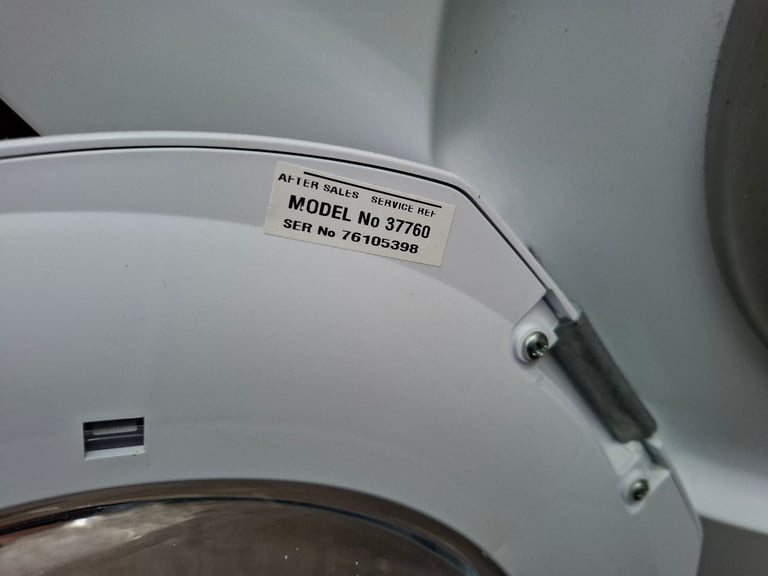 AFTER SALES SERVICE REF
MODEL No 37760
SER No 76105398